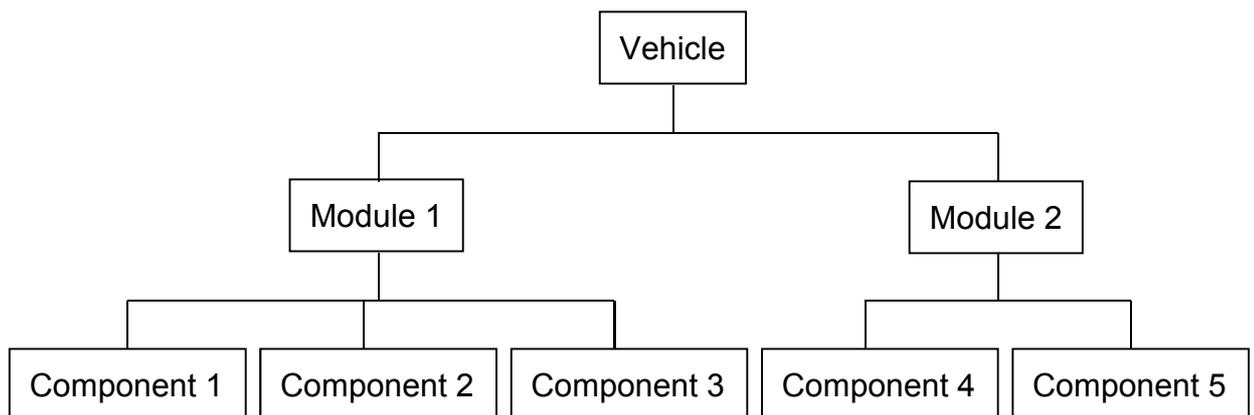 Vehicle
Module 1
Module 2
Component 1
Component 2
Component 3
Component 4
Component 5